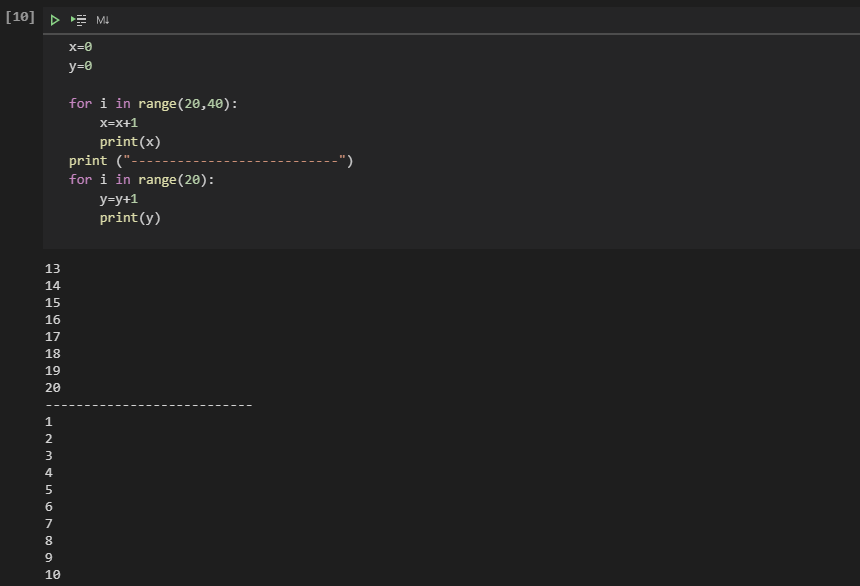 [10]
M↓
x=0
y=0
for i in range(20,40):
    x=x+1
    print(x)
print ("---------------------------")
for i in range(20):
    y=y+1
    print(y)
13
14
15
16
17
18
19
20
---------------------------
1
2
3
4
5
6
7
8
9
10